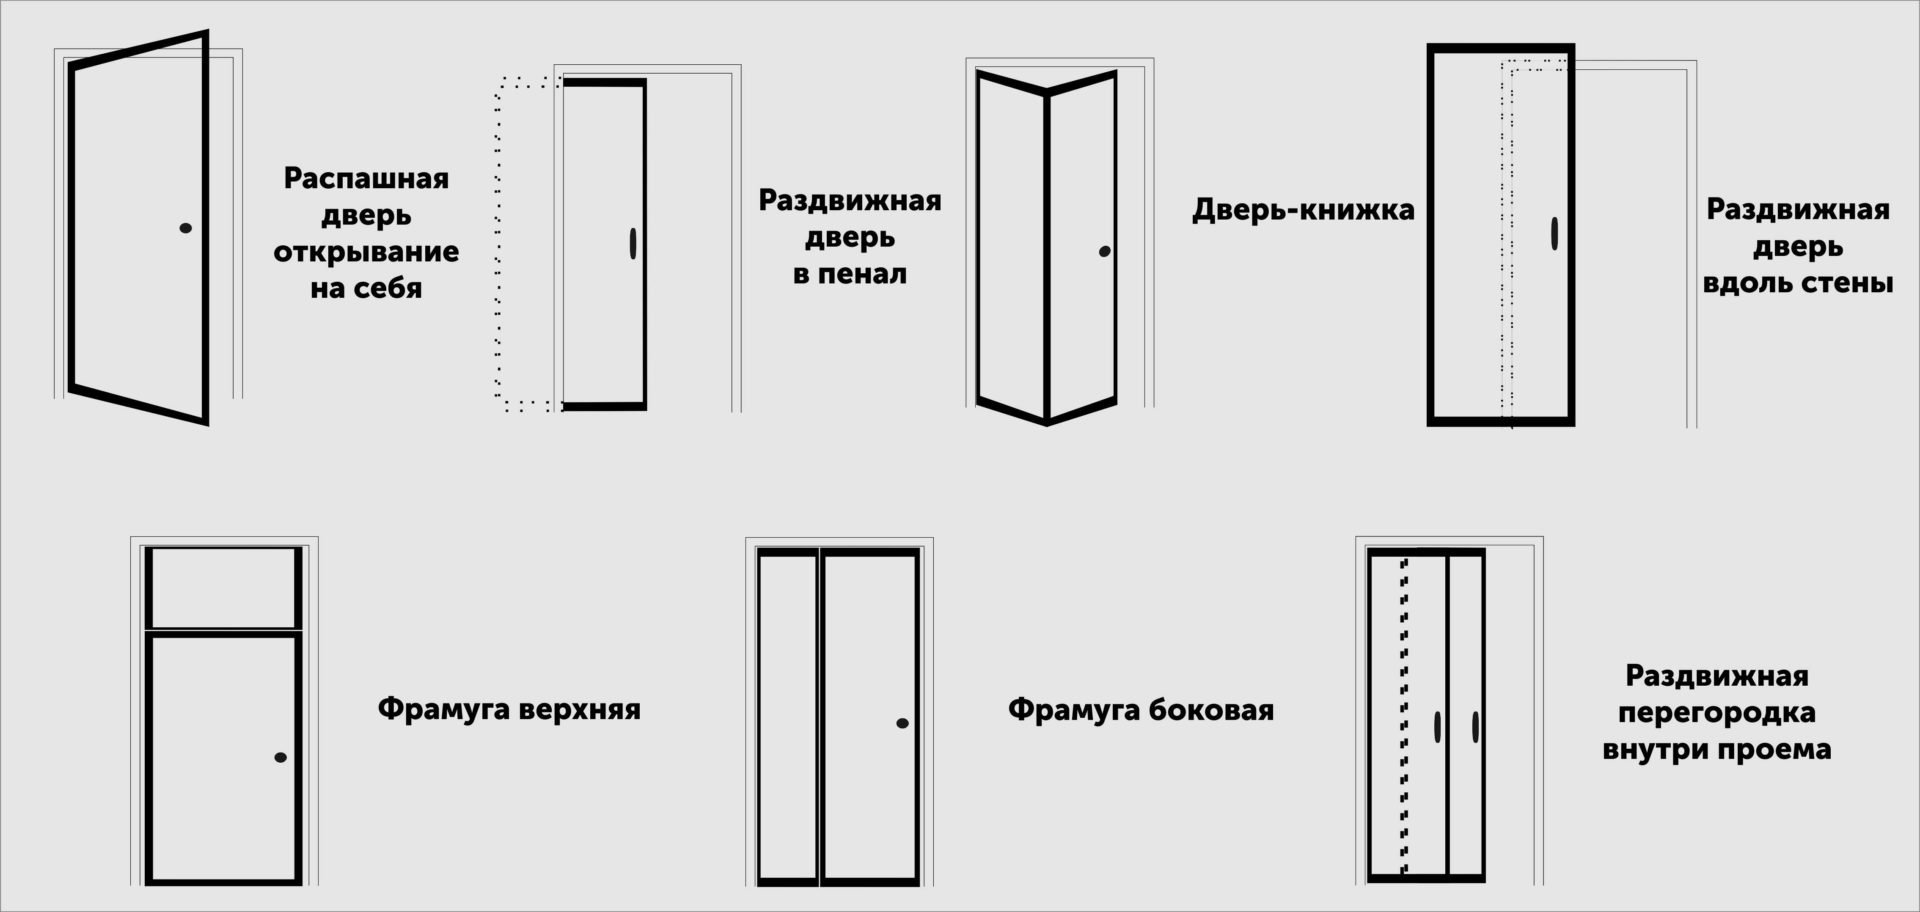 Распашная
дверь
открывание
на себя
Раздвижная
дверь
в пенал
Дверь-книжка
Раздвижная
дверь
вдоль стены
Фрамуга верхняя
Фрамуга боковая
Раздвижная
перегородка
внутри проема